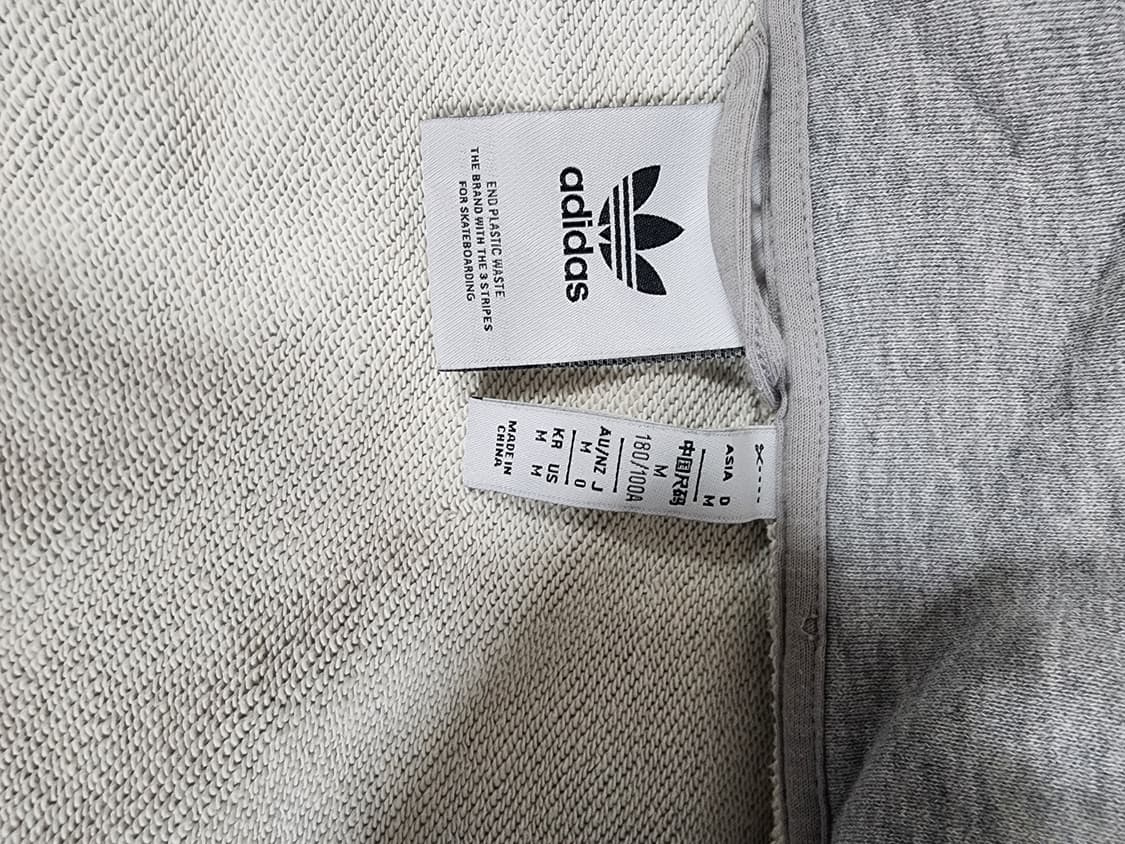 adidas
END PLASTIC WASTE
THE BRAND WITH THE 3 STRIPES
FOR SKATEBOARDING
ASIA D
M
中国尺码
M
180/100A
AU/NZ J
M O
KR US
M M
MADE IN
CHINA